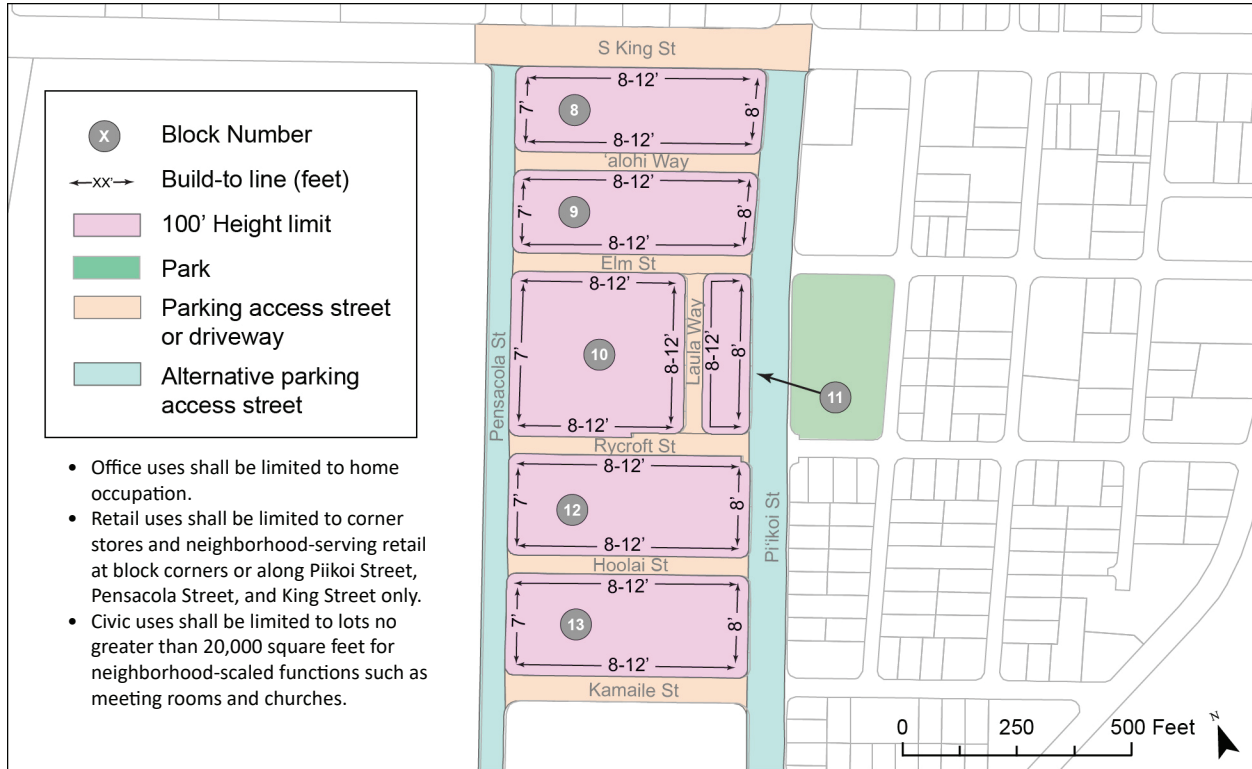 S King St
8-12'
7'
8
8'
8-12'
'alohi Way
8-12'
7'
9
8'
8-12'
Elm St
8-12'
7'
10
8-12'
8-12'
Laula Way
8-12'
8'
11
Rycroft St
8-12'
7'
12
8'
8-12'
Hoolai St
8-12'
7'
13
8'
8-12'
Kamaile St
Pensacola St
Pi'ikoi St
X Block Number
XX' Build-to line (feet)
100' Height limit
Park
Parking access street
or driveway
Alternative parking
access street
• Office uses shall be limited to home
occupation.
• Retail uses shall be limited to corner
stores and neighborhood-serving retail
at block corners or along Piikoi Street,
Pensacola Street, and King Street only.
• Civic uses shall be limited to lots no
greater than 20,000 square feet for
neighborhood-scaled functions such as
meeting rooms and churches.
0 250 500 Feet
N